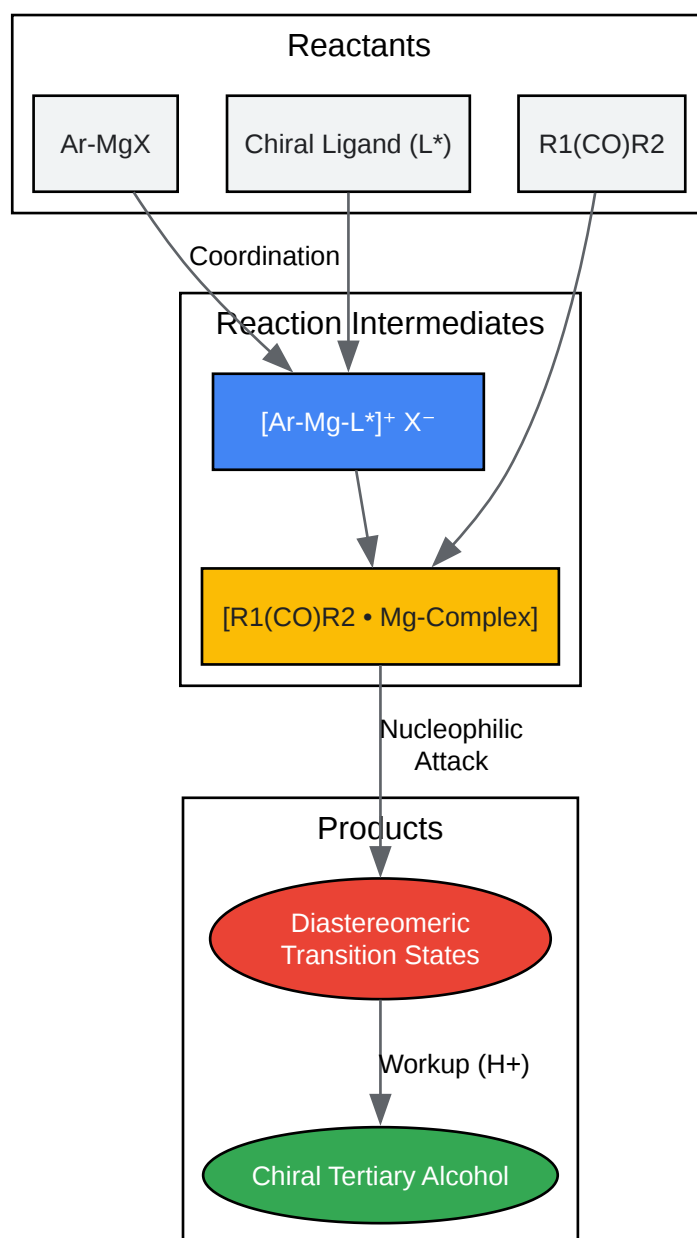 Reactants
Ar-MgX
Chiral Ligand (L*)
R1(CO)R2
Coordination
Reaction Intermediates
[Ar-Mg-L*]⁺ X⁻
[R1(CO)R2 • Mg-Complex]
Nucleophilic
Attack
Products
Diastereomeric
Transition States
Workup (H+)
Chiral Tertiary Alcohol